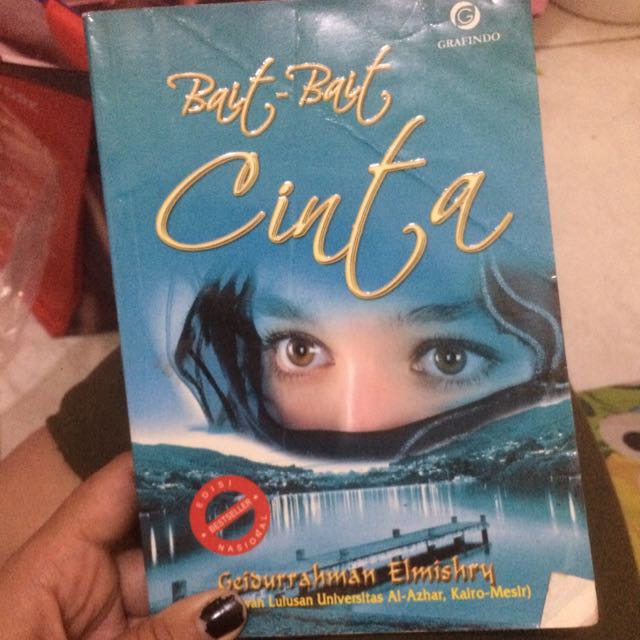 G
GRAFINDO
Bait-Bait
Cinta
EDISI
BESTSELLER
NASIONAL
Geidurrahman Elmishry
Lulusan Universitas Al-Azhar, Kairo-Mesir)